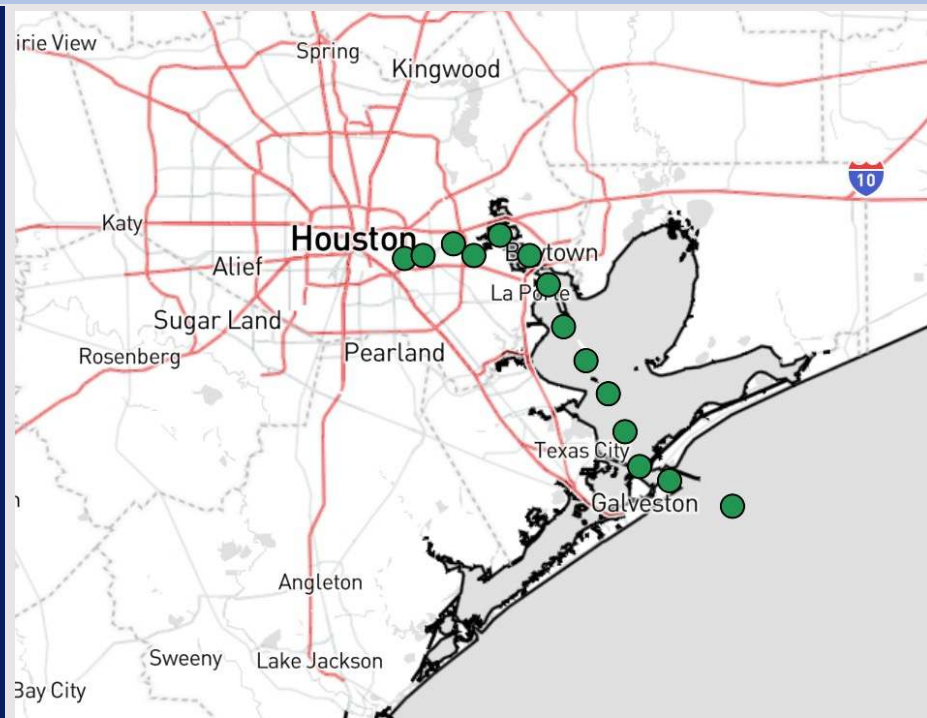 irie View
Spring
Kingwood
10
Katy
Houston
Alief
Baytown
La Porte
Sugar Land
Rosenberg
Pearland
Texas City
Galveston
n
Angleton
Sweeny
Lake Jackson
Bay City